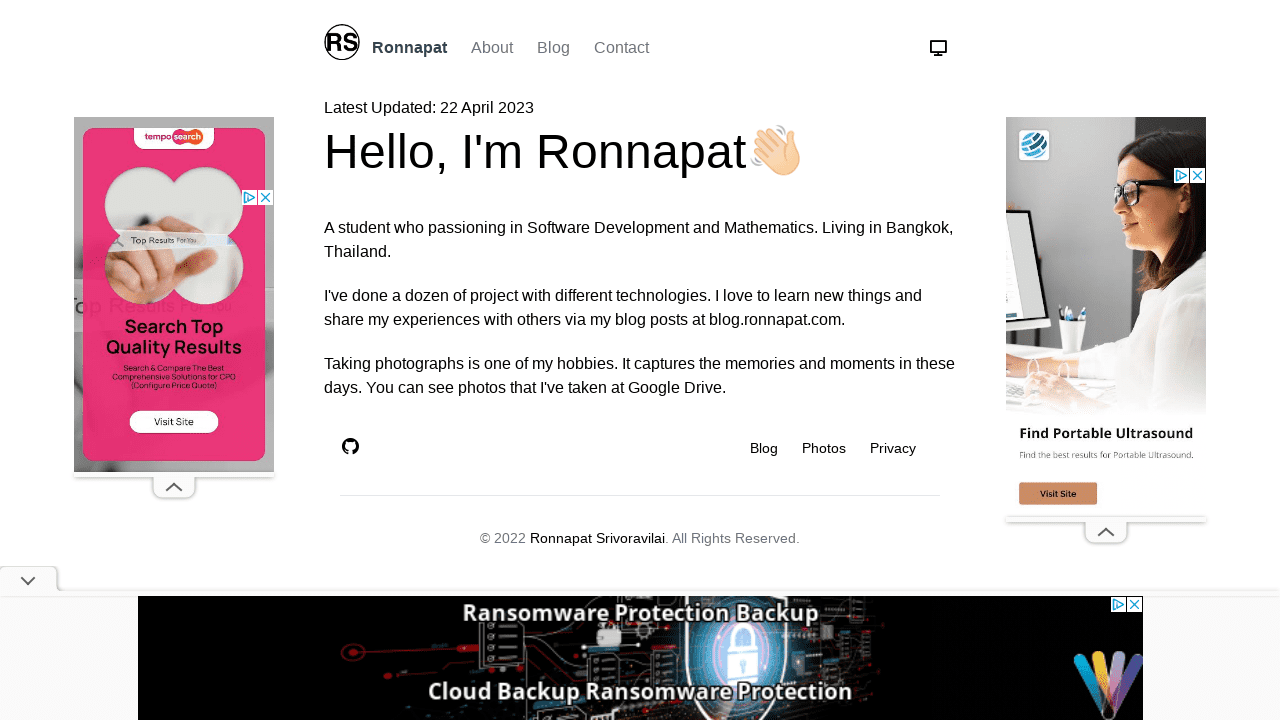 RS Ronnapat About Blog Contact
Latest Updated: 22 April 2023
Hello, I'm Ronnapat
A student who passioning in Software Development and Mathematics. Living in Bangkok,
Thailand.
I've done a dozen of project with different technologies. I love to learn new things and
share my experiences with others via my blog posts at blog.ronnapat.com.
Taking photographs is one of my hobbies. It captures the memories and moments in these
days. You can see photos that I've taken at Google Drive.
Blog Photos Privacy
© 2022 Ronnapat Srivoravilai. All Rights Reserved.
temposearch
Top Results For You
Top Results For You
Search Top
Quality Results
Search & Compare The Best
Comprehensive Solutions for CPQ
(Configure Price Quote)
Visit Site
Find Portable Ultrasound
Find the best results for Portable Ultrasound.
Visit Site
Ransomware Protection Backup
Cloud Backup Ransomware Protection